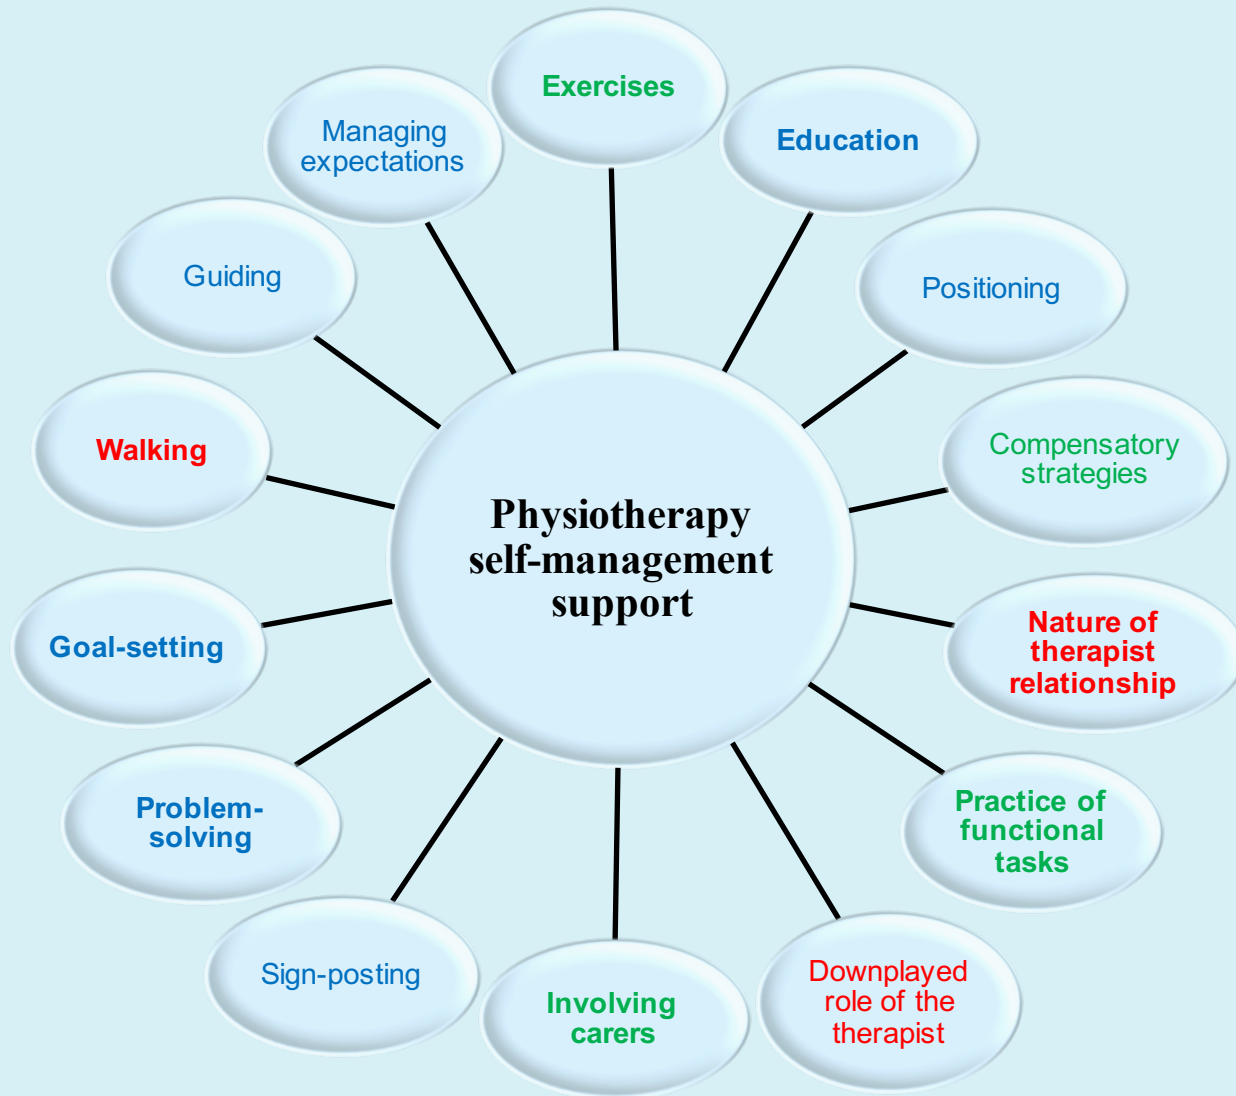 Exercises
Managing
expectations
Education
Guiding
Positioning
Walking
Compensatory
strategies
Physiotherapy
self-management
support
Goal-setting
Nature of
therapist
relationship
Problem-
solving
Practice of
functional
tasks
Sign-posting
Involving
carers
Downplayed
role of the
therapist